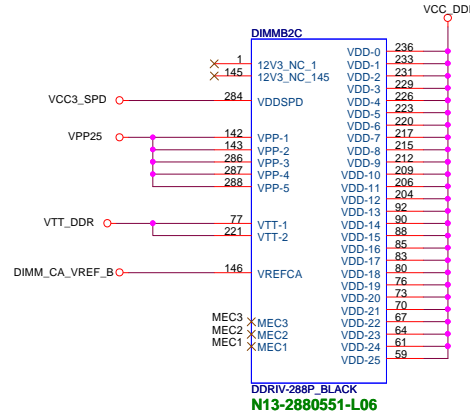 VCC_DDR
DIMMB2C
1 12V3_NC_1
145 12V3_NC_145
VCC3_SPD 284 VDDSPD
VPP25 142 VPP-1
143 VPP-2
286 VPP-3
287 VPP-4
288 VPP-5
VTT_DDR 77 VTT-1
221 VTT-2
DIMM_CA_VREF_B 146 VREFCA
MEC3 MEC3
MEC2 MEC2
MEC1 MEC1
VDD-0 236
VDD-1 233
VDD-2 231
VDD-3 229
VDD-4 226
VDD-5 223
VDD-6 220
VDD-7 217
VDD-8 215
VDD-9 212
VDD-10 209
VDD-11 206
VDD-12 204
VDD-13 92
VDD-14 90
VDD-15 88
VDD-16 85
VDD-17 83
VDD-18 80
VDD-19 76
VDD-20 73
VDD-21 70
VDD-22 67
VDD-23 64
VDD-24 61
VDD-25 59
DDRIV-288P_BLACK
N13-2880551-L06